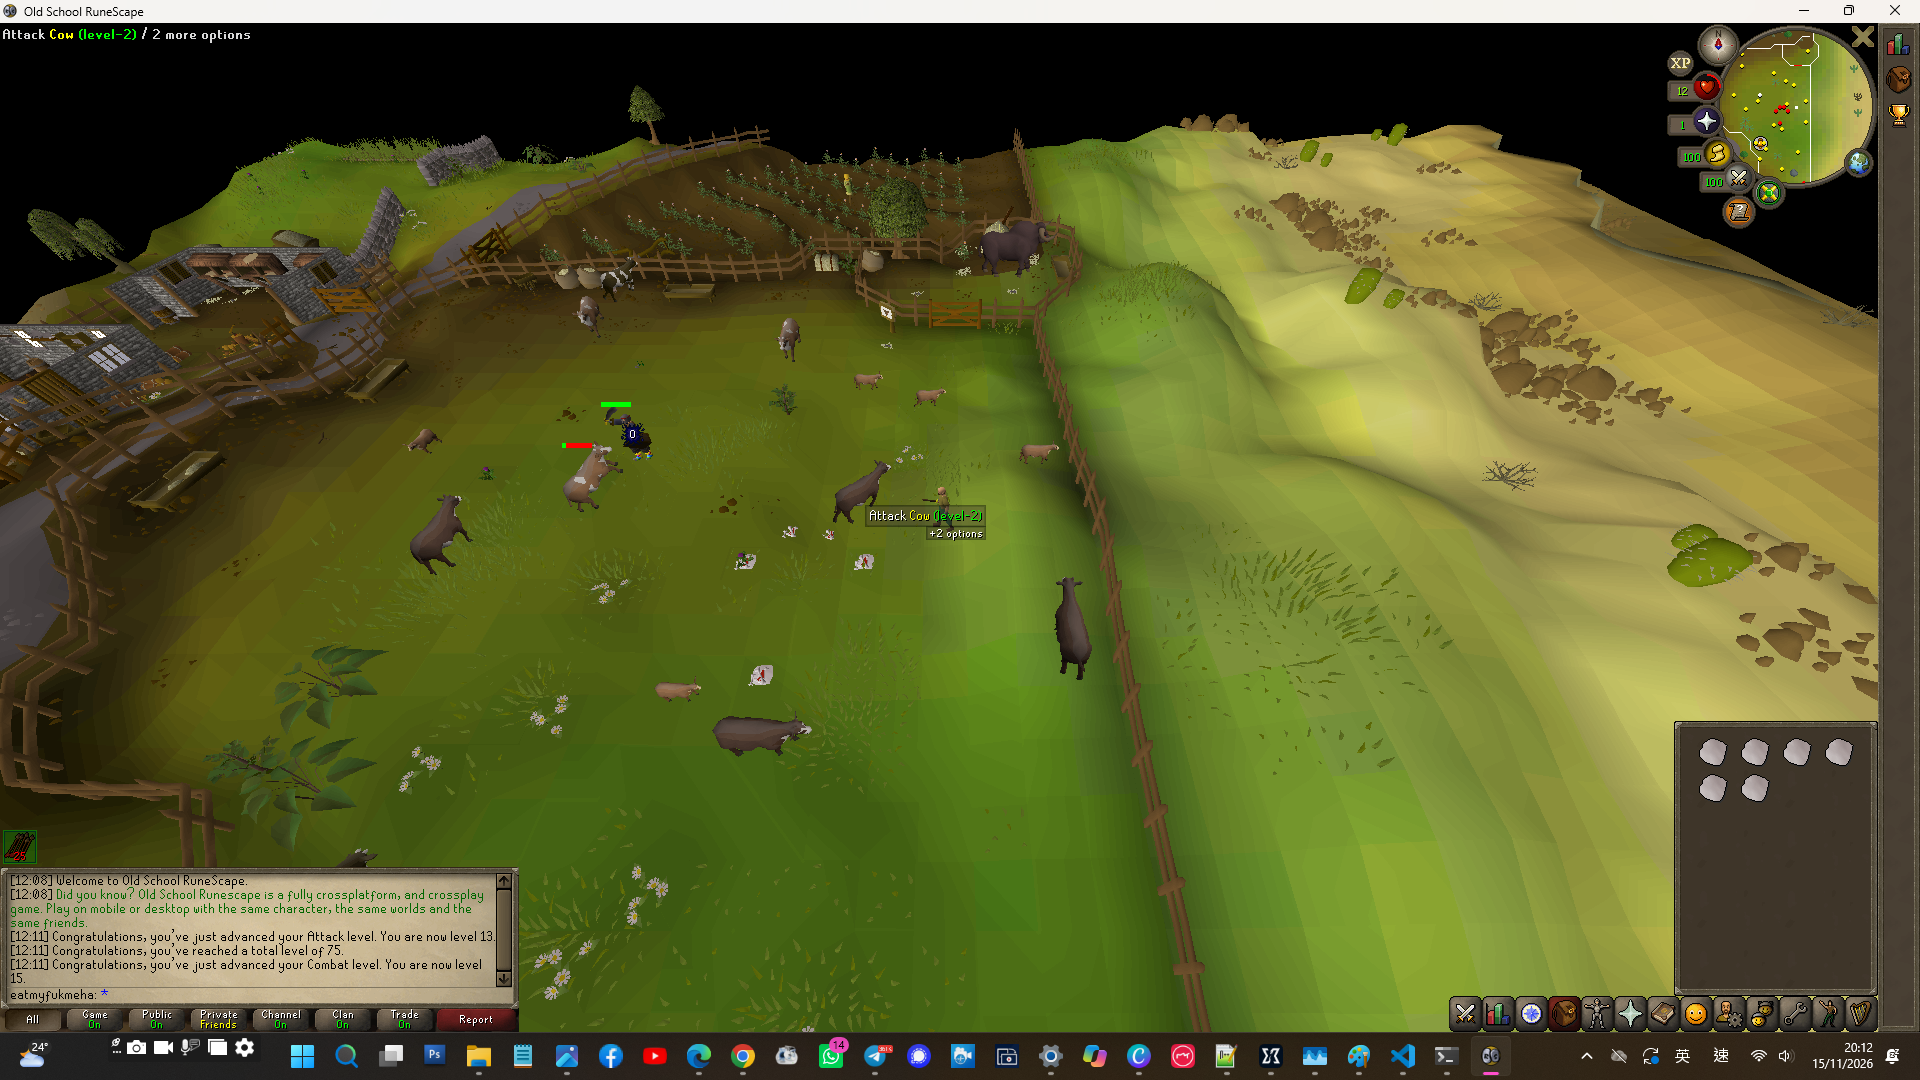 Old School RuneScape
Attack Cow (level-2) / 2 more options
N
XP
12
1
100
100
0
Attack Cow (level-2)
+2 options
[12:08] Welcome to Old School RuneScape.
[12:08] Did you know? Old School Runescape is a fully crossplatform, and crossplay
game. Play on mobile or desktop with the same character, the same worlds and the
same friends.
[12:11] Congratulations, you've just advanced your Attack level. You are now level 13.
[12:11] Congratulations, you've reached a total level of 75.
[12:11] Congratulations, you've just advanced your Combat level. You are now level
15.
eatmyfukmeha: *
All
Game
On
Public
On
Private
Friends
Channel
On
Clan
On
Trade
On
Report
24°
Ps
14
英
速
20:12
15/11/2026